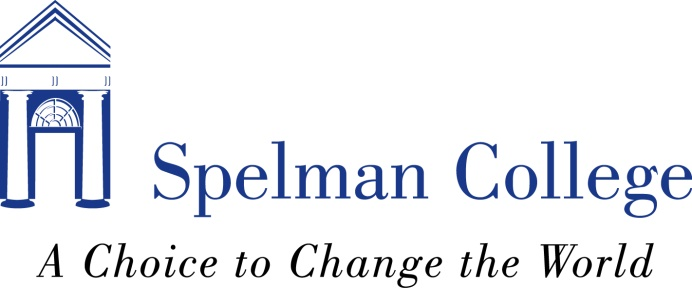 Spelman College
A Choice to Change the World